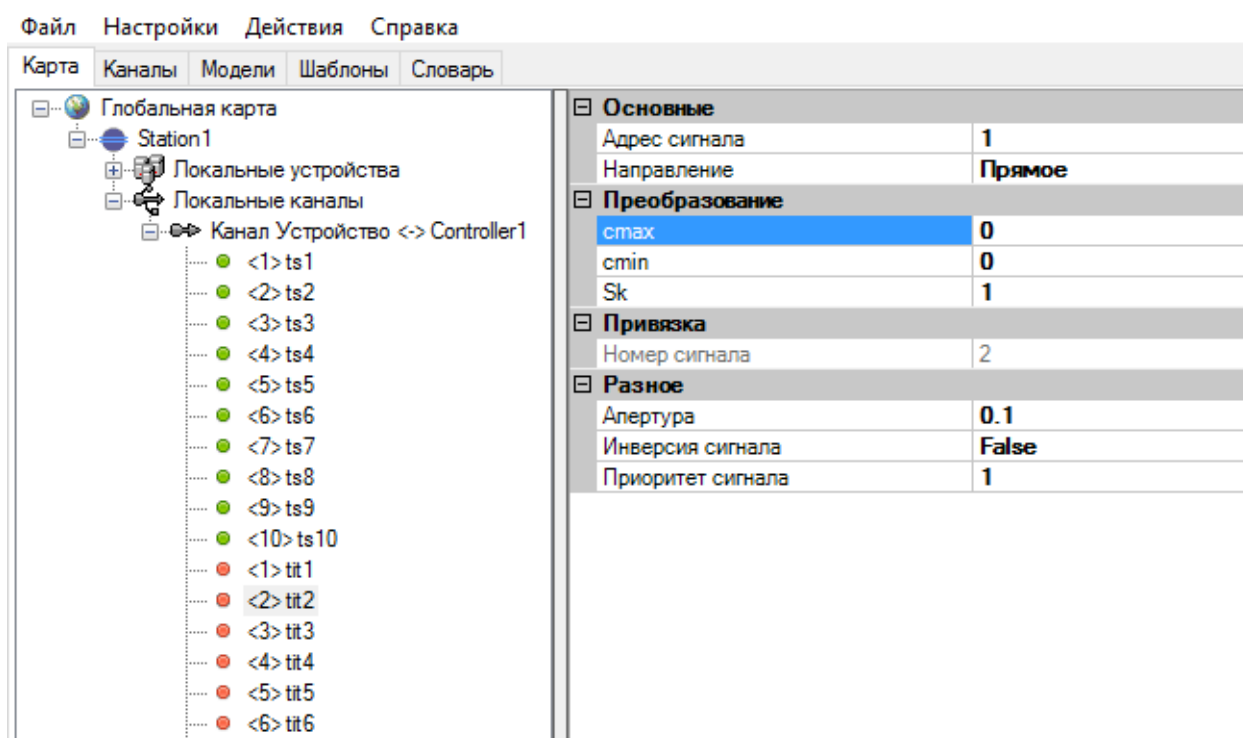 Файл Настройки Действия Справка
Карта Каналы Модели Шаблоны Словарь
Глобальная карта
Station1
Локальные устройства
Локальные каналы
Канал Устройство <-> Controller1
<1> ts1
<2> ts2
<3> ts3
<4> ts4
<5> ts5
<6> ts6
<7> ts7
<8> ts8
<9> ts9
<10> ts10
<1> tit1
<2> tit2
<3> tit3
<4> tit4
<5> tit5
<6> tit6
Основные
Адрес сигнала 1
Направление Прямое
Преобразование
cmax 0
cmin 0
Sk 1
Привязка
Номер сигнала 2
Разное
Апертура 0.1
Инверсия сигнала False
Приоритет сигнала 1